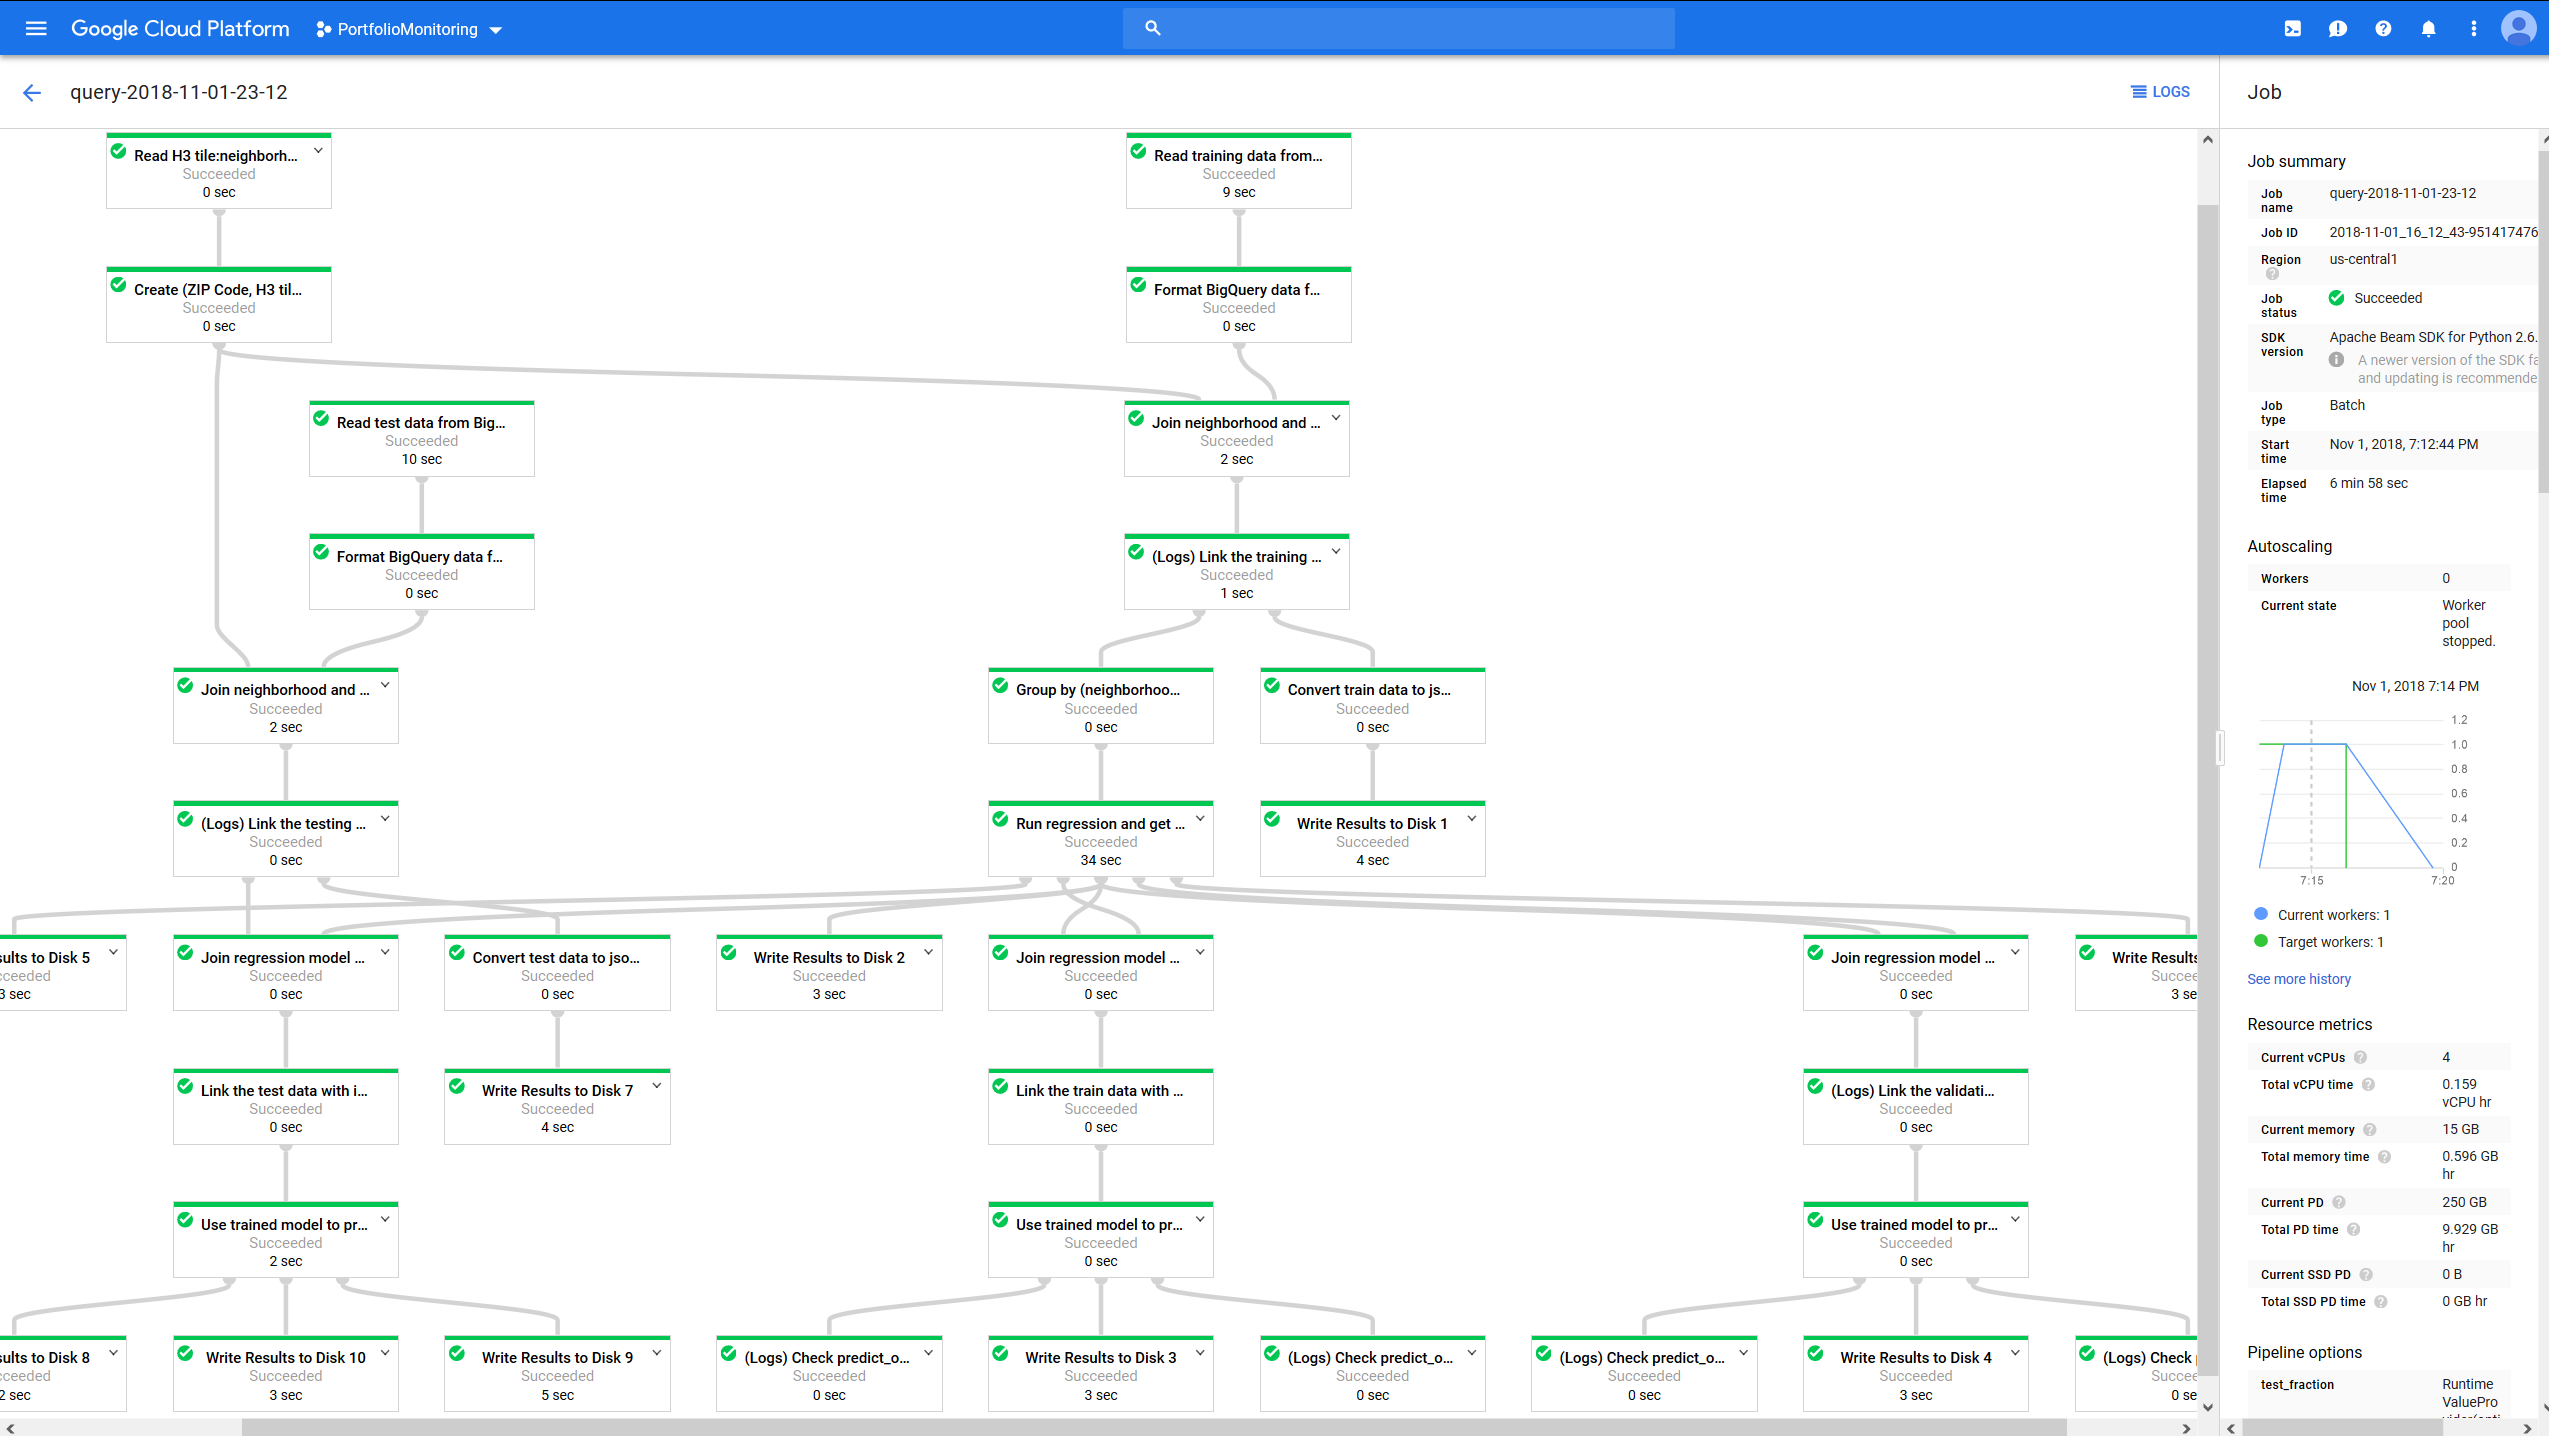 Google Cloud Platform
PortfolioMonitoring
query-2018-11-01-23-12
LOGS
Job
Read H3 tile:neighborh...
Succeeded
0 sec
Read training data from...
Succeeded
9 sec
Create (ZIP Code, H3 til...
Succeeded
0 sec
Format BigQuery data f...
Succeeded
0 sec
Read test data from Big...
Succeeded
10 sec
Join neighborhood and ...
Succeeded
2 sec
Format BigQuery data f...
Succeeded
0 sec
(Logs) Link the training ...
Succeeded
1 sec
Join neighborhood and ...
Succeeded
2 sec
Group by (neighborhoo...
Succeeded
0 sec
Convert train data to js...
Succeeded
0 sec
(Logs) Link the testing ...
Succeeded
0 sec
Run regression and get ...
Succeeded
34 sec
Write Results to Disk 1
Succeeded
4 sec
sults to Disk 5
ceeded
3 sec
Join regression model ...
Succeeded
0 sec
Convert test data to jso...
Succeeded
0 sec
Write Results to Disk 2
Succeeded
3 sec
Join regression model ...
Succeeded
0 sec
Join regression model ...
Succeeded
0 sec
Write Results
Succee
3 se
Link the test data with i...
Succeeded
0 sec
Write Results to Disk 7
Succeeded
4 sec
Link the train data with ...
Succeeded
0 sec
(Logs) Link the validati...
Succeeded
0 sec
Use trained model to pr...
Succeeded
2 sec
Use trained model to pr...
Succeeded
0 sec
Use trained model to pr...
Succeeded
0 sec
sults to Disk 8
ceeded
2 sec
Write Results to Disk 10
Succeeded
3 sec
Write Results to Disk 9
Succeeded
5 sec
(Logs) Check predict_o...
Succeeded
0 sec
Write Results to Disk 3
Succeeded
3 sec
(Logs) Check predict_o...
Succeeded
0 sec
(Logs) Check predict_o...
Succeeded
0 sec
Write Results to Disk 4
Succeeded
3 sec
(Logs) Check
Succee
0 se
Job summary
Job name query-2018-11-01-23-12
Job ID 2018-11-01_16_12_43-951417476
Region us-central1
Job status Succeeded
SDK version Apache Beam SDK for Python 2.6.
A newer version of the SDK fa
and updating is recommende
Job type Batch
Start time Nov 1, 2018, 7:12:44 PM
Elapsed time 6 min 58 sec
Autoscaling
Workers 0
Current state Worker pool stopped.
Nov 1, 2018 7:14 PM
1.2
1.0
0.8
0.6
0.4
0.2
0
7:15 7:20
Current workers: 1
Target workers: 1
See more history
Resource metrics
Current vCPUs 4
Total vCPU time 0.159 vCPU hr
Current memory 15 GB
Total memory time 0.596 GB hr
Current PD 250 GB
Total PD time 9.929 GB hr
Current SSD PD 0 B
Total SSD PD time 0 GB hr
Pipeline options
test_fraction Runtime
ValuePro